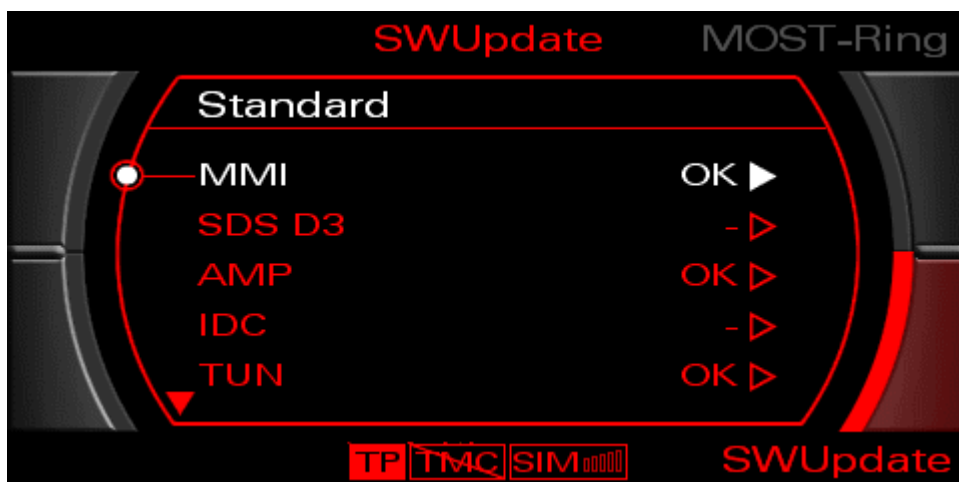 SWUpdate MOST-Ring
Standard
MMI OK
SDS D3 -
AMP OK
IDC -
TUN OK
TP TMC SIM SWUpdate